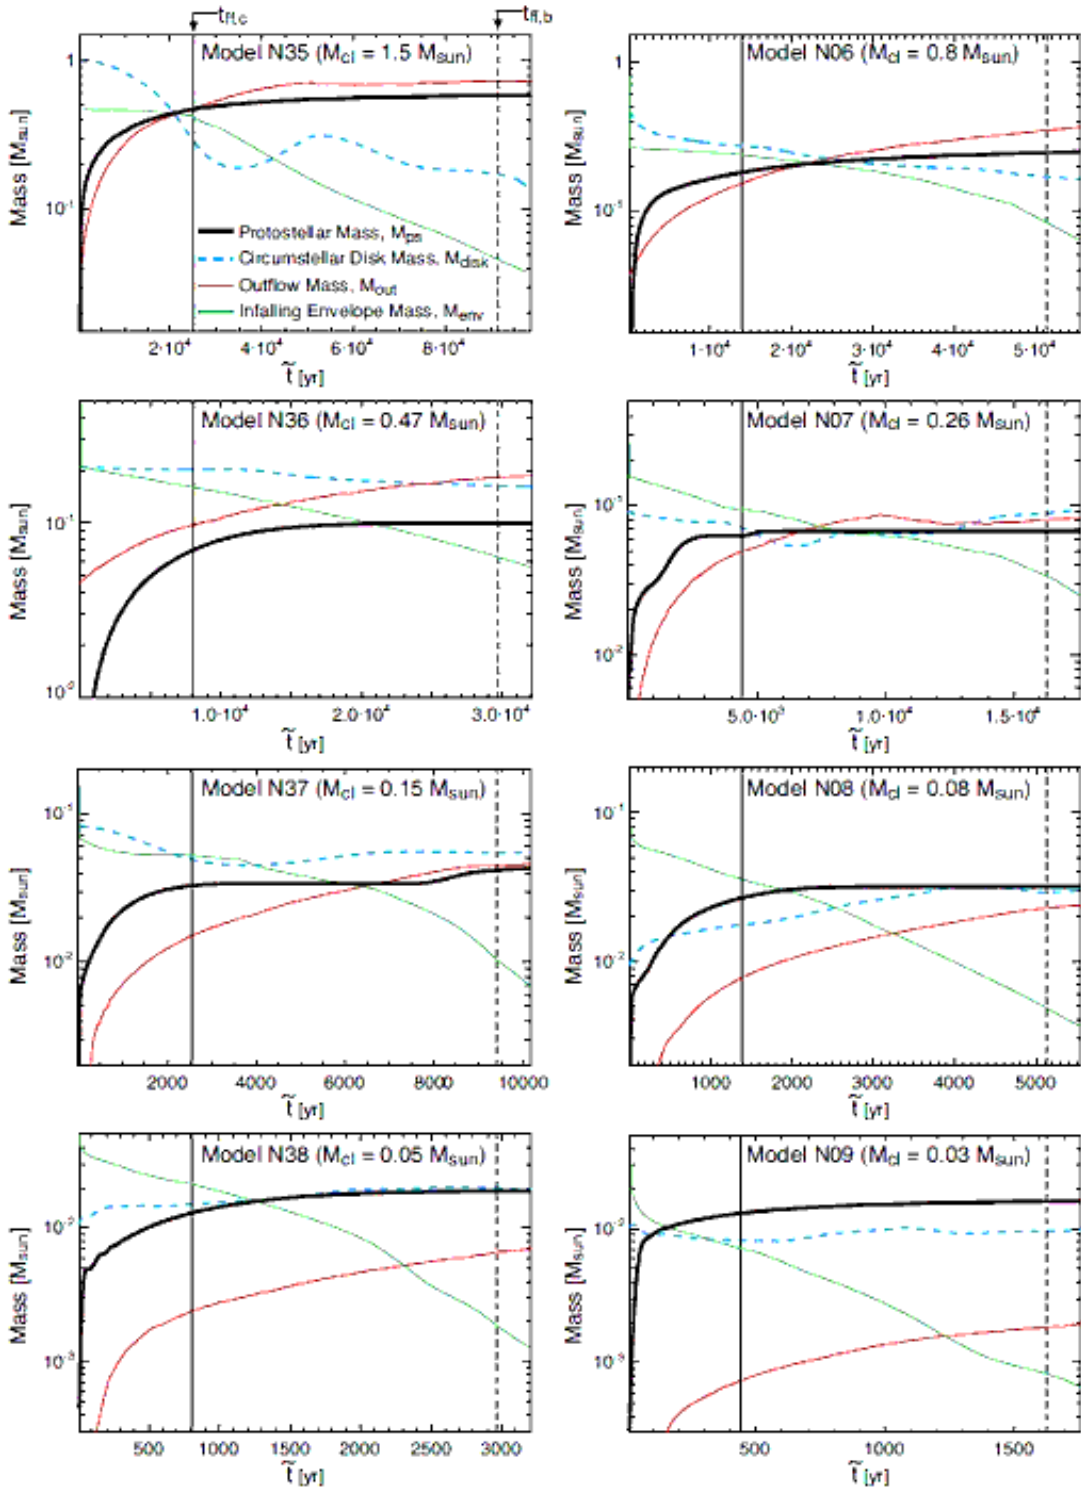 t_ff,c t_ff,b
Model N35 (M_cl = 1.5 M_sun)
1
10^-1
Mass [M_sun]
Protostellar Mass, M_ps
Circumstellar Disk Mass, M_disk
Outflow Mass, M_out
Infalling Envelope Mass, M_env
2·10^4 4·10^4 6·10^4 8·10^4
t̃ [yr]
Model N06 (M_cl = 0.8 M_sun)
1
10^-1
Mass [M_sun]
1·10^4 2·10^4 3·10^4 4·10^4 5·10^4
t̃ [yr]
Model N36 (M_cl = 0.47 M_sun)
10^-1
10^-2
Mass [M_sun]
1.0·10^4 2.0·10^4 3.0·10^4
t̃ [yr]
Model N07 (M_cl = 0.26 M_sun)
10^-1
10^-2
Mass [M_sun]
5.0·10^3 1.0·10^4 1.5·10^4
t̃ [yr]
Model N37 (M_cl = 0.15 M_sun)
10^-1
10^-2
Mass [M_sun]
2000 4000 6000 8000 10000
t̃ [yr]
Model N08 (M_cl = 0.08 M_sun)
10^-1
10^-2
Mass [M_sun]
1000 2000 3000 4000 5000
t̃ [yr]
Model N38 (M_cl = 0.05 M_sun)
10^-2
10^-3
Mass [M_sun]
500 1000 1500 2000 2500 3000
t̃ [yr]
Model N09 (M_cl = 0.03 M_sun)
10^-2
10^-3
Mass [M_sun]
500 1000 1500
t̃ [yr]